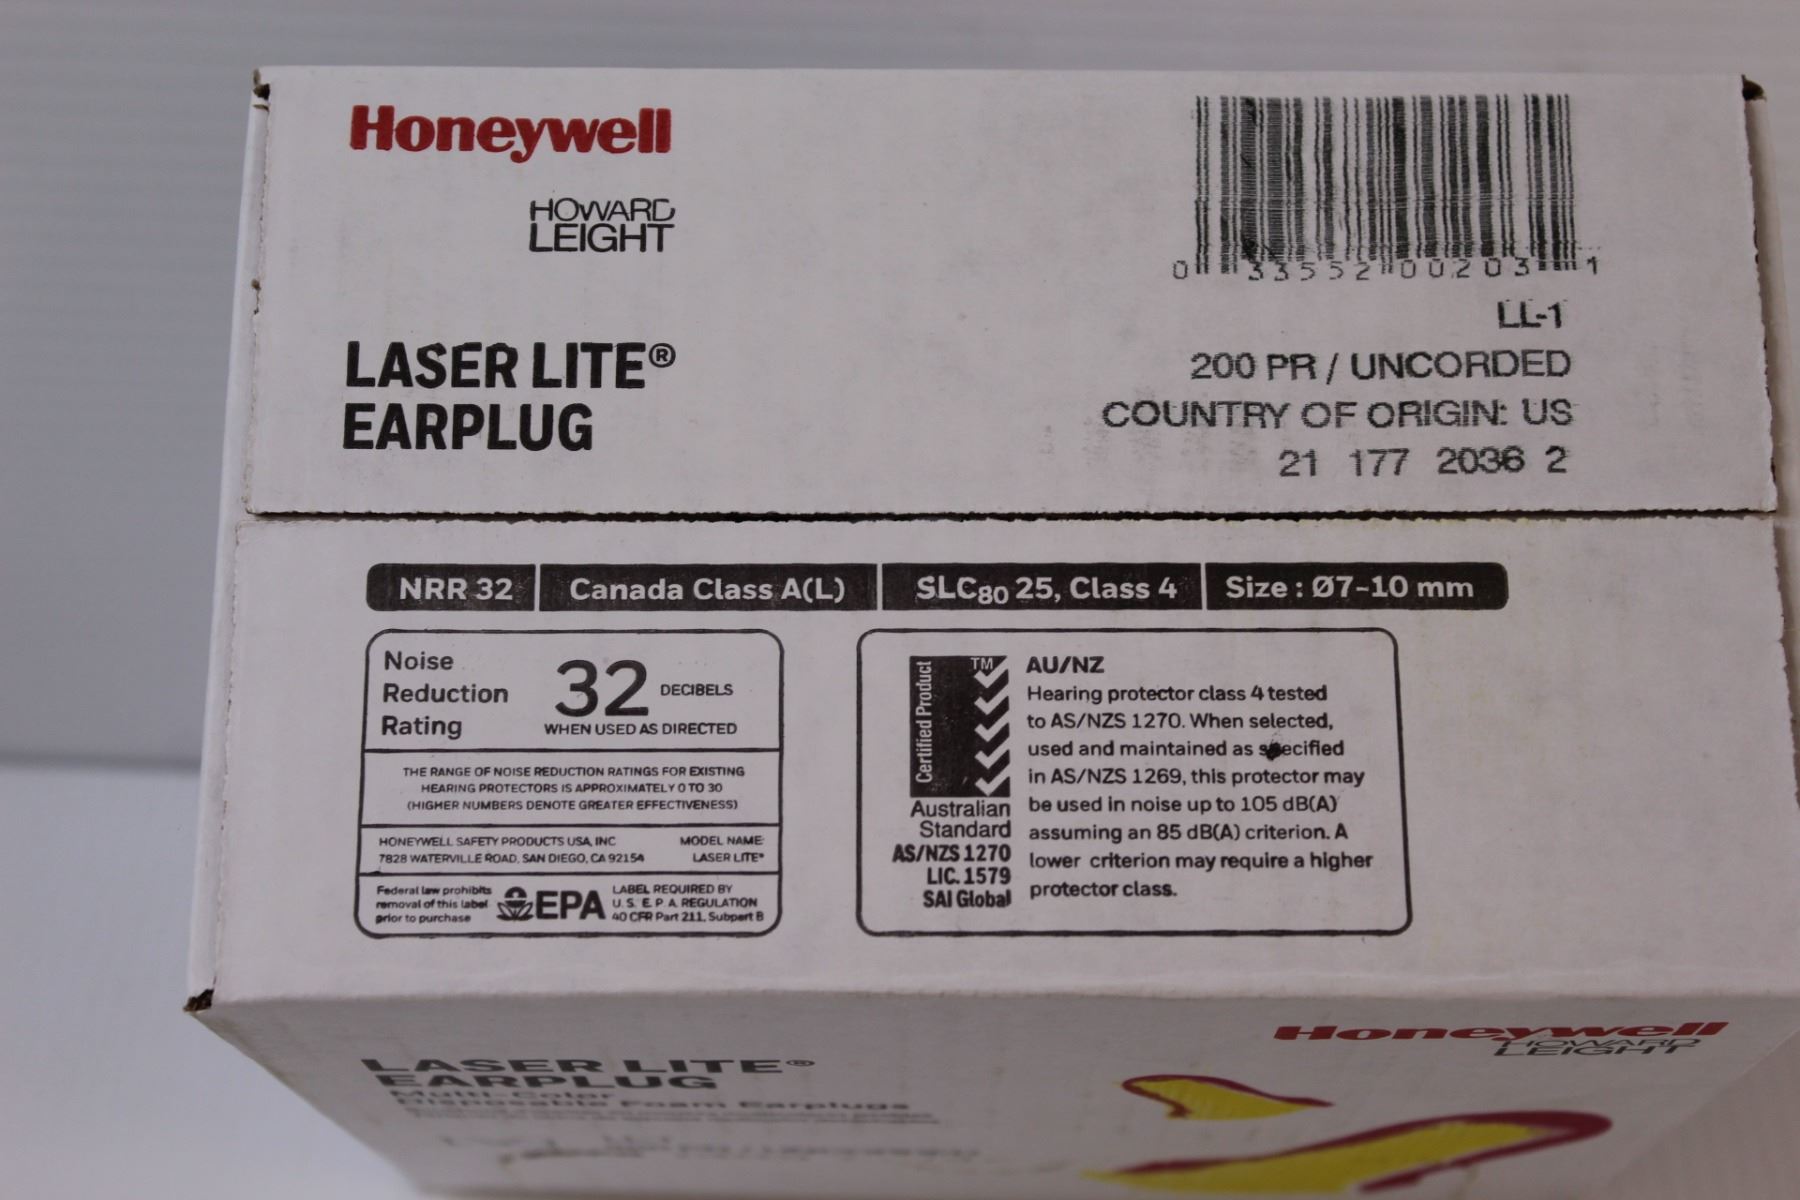 Honeywell
HOWARD
LEIGHT
LASER LITE®
EARPLUG
0 33552 00203 1
LL-1
200 PR / UNCORDED
COUNTRY OF ORIGIN: US
21 177 2036 2
NRR 32
Canada Class A(L)
SLC80 25, Class 4
Size : Ø7-10 mm
Noise
Reduction
Rating
32 DECIBELS
WHEN USED AS DIRECTED
THE RANGE OF NOISE REDUCTION RATINGS FOR EXISTING
HEARING PROTECTORS IS APPROXIMATELY 0 TO 30
(HIGHER NUMBERS DENOTE GREATER EFFECTIVENESS)
HONEYWELL SAFETY PRODUCTS USA, INC
7828 WATERVILLE ROAD, SAN DIEGO, CA 92154
MODEL NAME:
LASER LITE®
Federal law prohibits
removal of this label
prior to purchase
EPA
LABEL REQUIRED BY
U. S. E. P. A. REGULATION
40 CFR Part 211, Subpart B
Certified Product
TM
Australian
Standard
AS/NZS 1270
LIC. 1579
SAI Global
AU/NZ
Hearing protector class 4 tested
to AS/NZS 1270. When selected,
used and maintained as specified
in AS/NZS 1269, this protector may
be used in noise up to 105 dB(A)
assuming an 85 dB(A) criterion. A
lower criterion may require a higher
protector class.
Honeywell
HOWARD
LEIGHT
LASER LITE®
EARPLUG
Multi-Color
Disposable Foam Earplugs